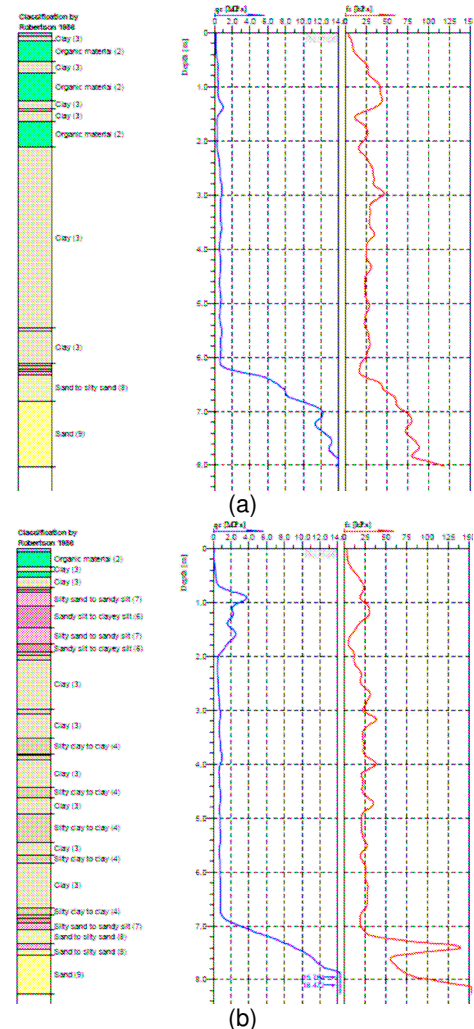 Classification by
Robertson 1986
Clay (3)
Organic material (2)
Clay (3)
Organic material (2)
Clay (3)
Clay (3)
Organic material (2)
Clay (3)
Clay (3)
Sand to silty sand (8)
Sand (9)
qc [MPa]
0 2.0 4.0 6.0 8.0 10.0 12.0 14
fs [kPa]
0 25 50 75 100 125 150
Depth [m]
0
1.0
2.0
3.0
4.0
5.0
6.0
7.0
8.0
(a)
Classification by
Robertson 1986
Organic material (2)
Clay (3)
Clay (3)
Silty sand to sandy silt (7)
Sandy silt to clayey silt (6)
Silty sand to sandy silt (7)
Sandy silt to clayey silt (6)
Clay (3)
Clay (3)
Silty clay to clay (4)
Clay (3)
Silty clay to clay (4)
Clay (3)
Silty clay to clay (4)
Clay (3)
Silty clay to clay (4)
Clay (3)
Silty clay to clay (4)
Silty sand to sandy silt (7)
Sand to silty sand (8)
Sand to silty sand (8)
Sand (9)
qc [MPa]
0 2.0 4.0 6.0 8.0 10.0 12.0 14
fs [kPa]
0 25 50 75 100 125 150
Depth [m]
0
1.0
2.0
3.0
4.0
5.0
6.0
7.0
8.0
(b)